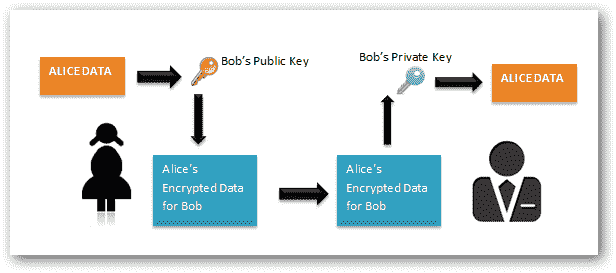 ALICE DATA
Bob's Public Key
Alice's
Encrypted Data
for Bob
Alice's
Encrypted Data
for Bob
Bob's Private Key
ALICE DATA